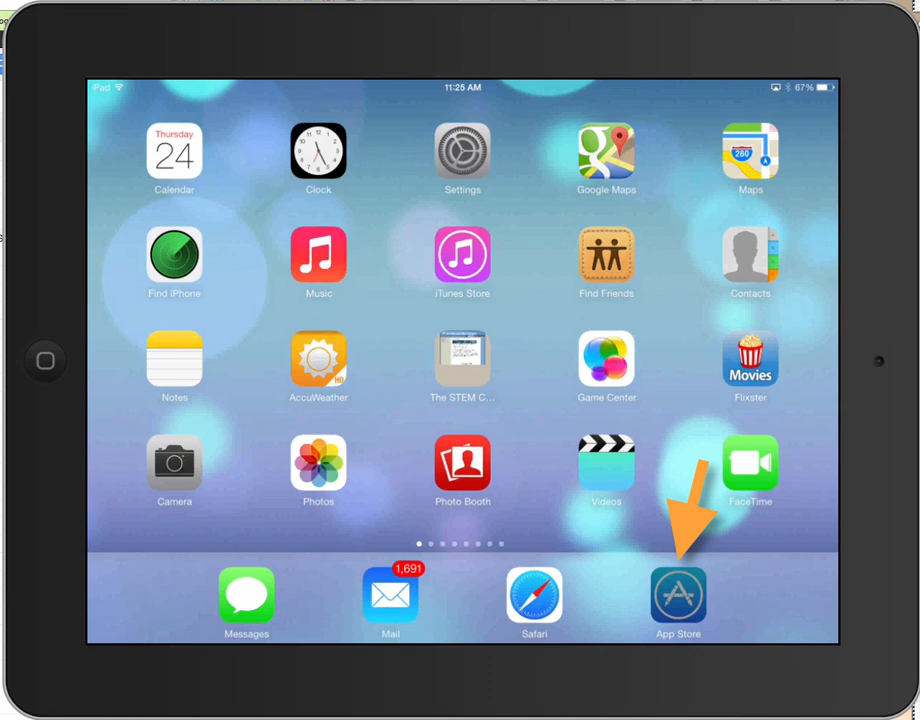 iPad 11:25 AM 67%
Thursday
24
280
Calendar Clock Settings Google Maps Maps
Find iPhone Music iTunes Store Find Friends Contacts
HD
Movies
Notes AccuWeather The STEM C... Game Center Flixster
Camera Photos Photo Booth Videos FaceTime
1,691
Messages Mail Safari App Store